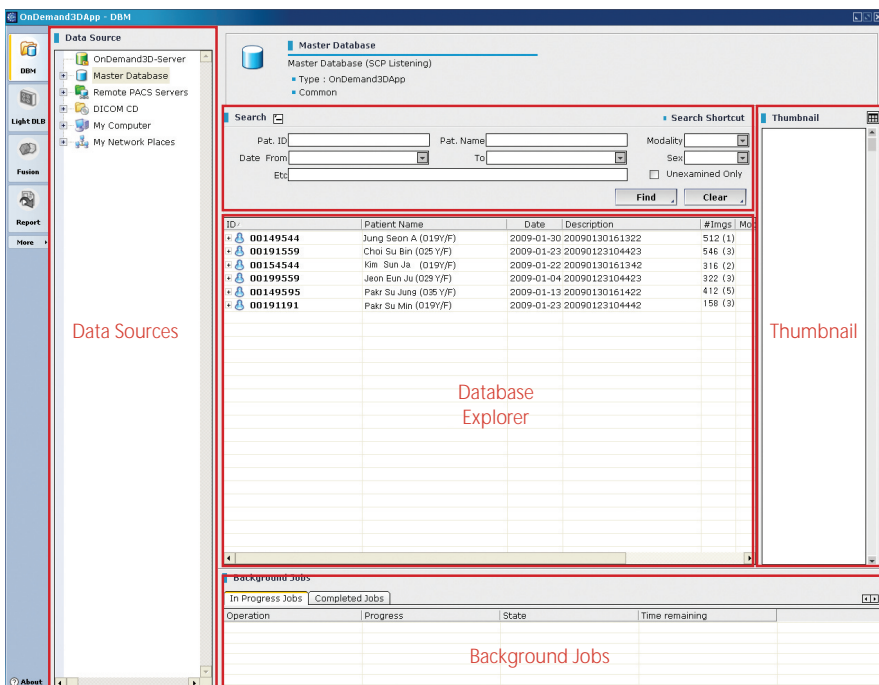 OnDemand3DApp - DBM
DBM
Light DLB
Fusion
Report
More
About
Data Source
OnDemand3D-Server
Master Database
Remote PACS Servers
DICOM CD
My Computer
My Network Places
Data Sources
Master Database
Master Database (SCP Listening)
Type : OnDemand3DApp
Common
Search
Search Shortcut
Pat. ID
Pat. Name
Modality
Date From
To
Sex
Etc
Unexamined Only
Find
Clear
ID Patient Name Date Description #Imgs Mod
00149544 Jung Seon A (019Y/F) 2009-01-30 20090130161322 512 (1)
00191559 Choi Su Bin (025 Y/F) 2009-01-23 20090123104423 546 (3)
00154544 Kim Sun Ja (019Y/F) 2009-01-22 20090130161342 316 (2)
00199559 Jeon Eun Ju (029 Y/F) 2009-01-04 20090123104423 322 (3)
00149595 Pakr Su Jung (035 Y/F) 2009-01-13 20090130161422 412 (5)
00191191 Pakr Su Min (019Y/F) 2009-01-23 20090123104442 158 (3)
Database
Explorer
Thumbnail
Thumbnail
Background Jobs
In Progress Jobs Completed Jobs
Operation Progress State Time remaining
Background Jobs